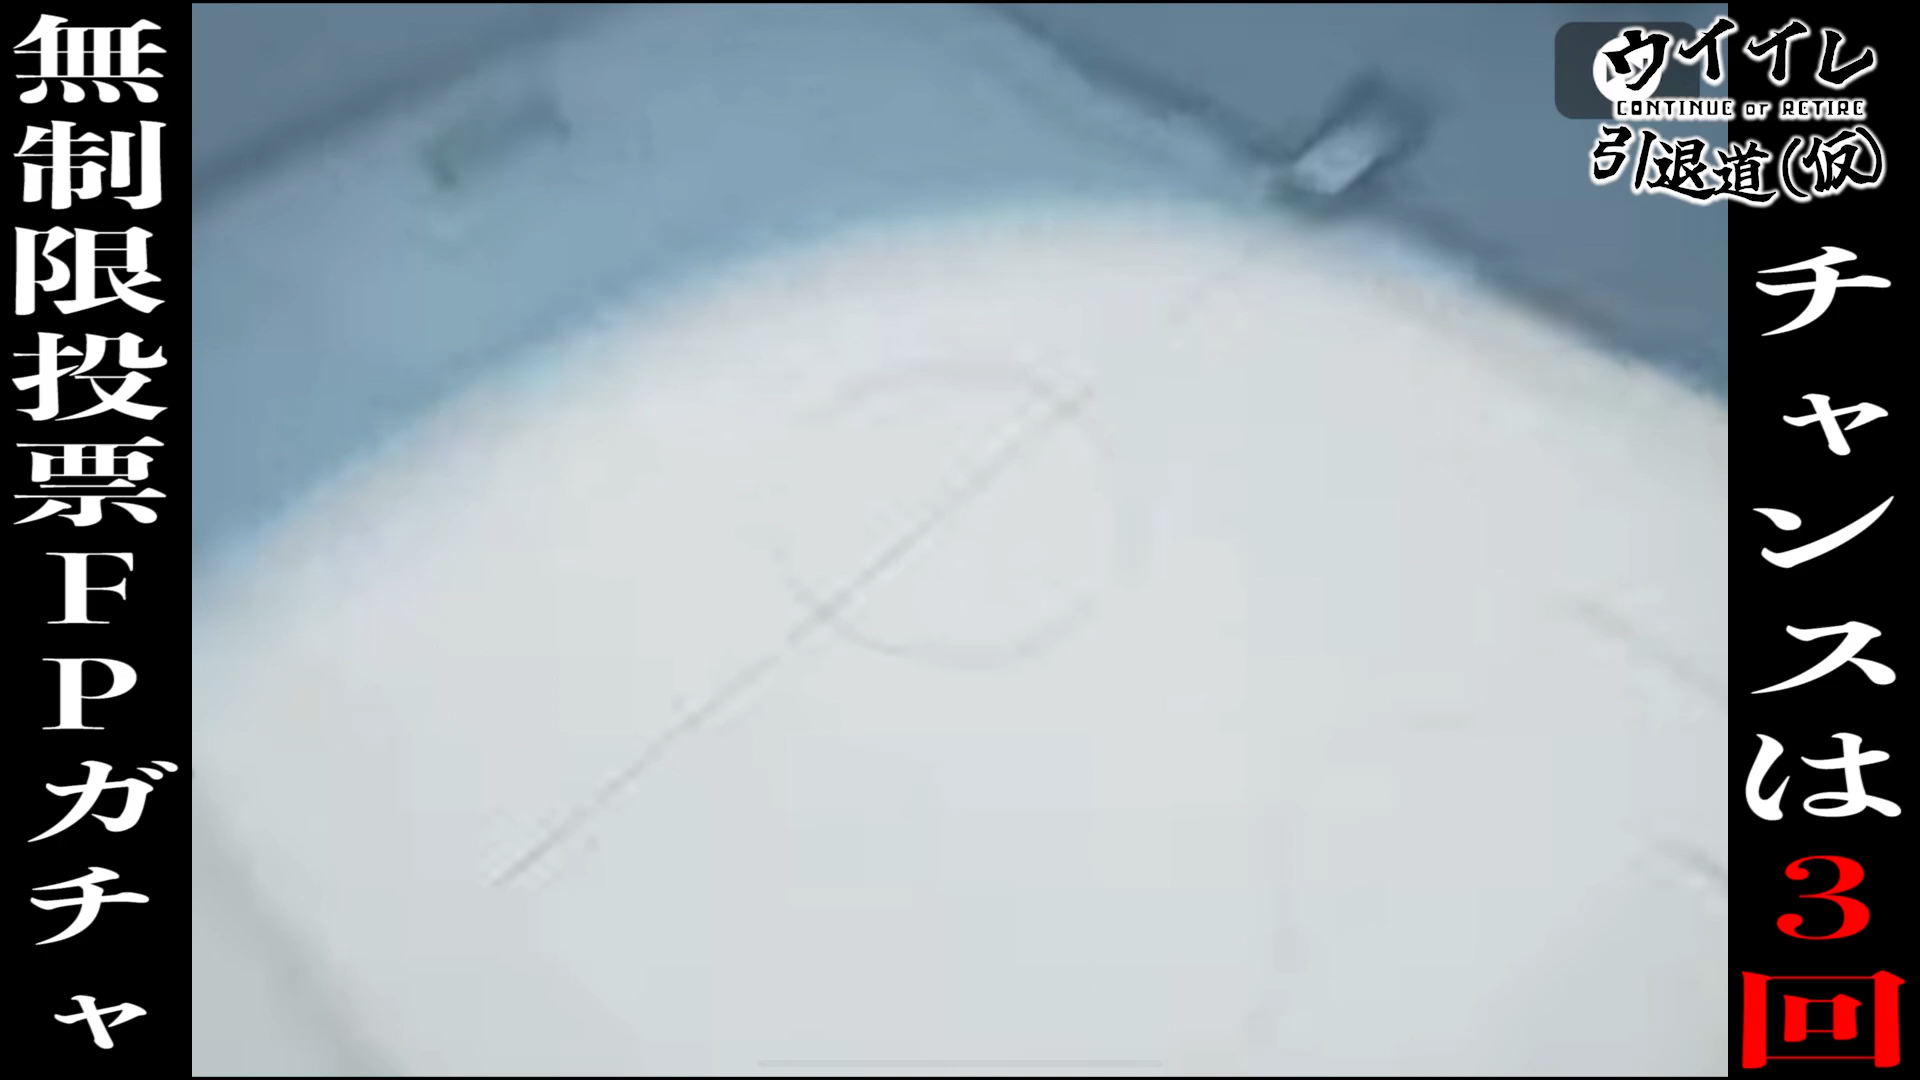 無制限投票FPガチャ
ウイイレ
CONTINUE or RETIRE
引退道(仮)
チャンスは3回